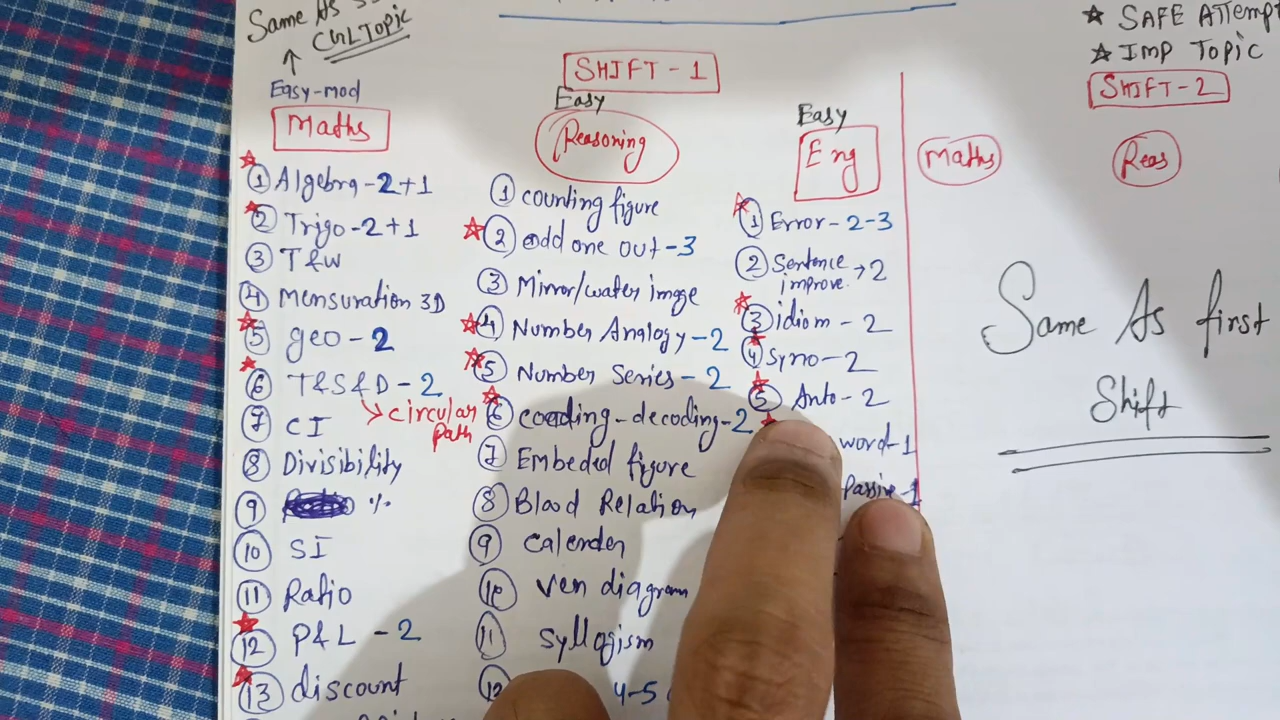 Same As
CGL Topic
Easy-mod
Maths
① Algebra-2+1
② Trigo-2+1
③ T&W
④ Mensuration 3D
⑤ geo-2
⑥ T&S&D-2
circular
path
⑦ CI
⑧ Divisibility
⑨ %
⑩ SI
⑪ Ratio
⑫ P&L-2
⑬ discount
SHIFT-1
Easy
Reasoning
① counting figure
② odd one out-3
③ Mirror/water image
④ Number Analogy-2
⑤ Number Series-2
⑥ coading-decoding-2
⑦ Embeded figure
⑧ Blood Relation
⑨ calender
⑩ Ven diagram
⑪ Syllogism
⑫ 4-5
Easy
Eng
① Error-2-3
② Sentence
improve. → 2
③ idiom-2
④ Syno-2
⑤ Anto-2
word-1
Passive-1
★ SAFE Attempt
★ IMP TOPIC
SHIFT-2
Maths
Reas
Same As first
Shift